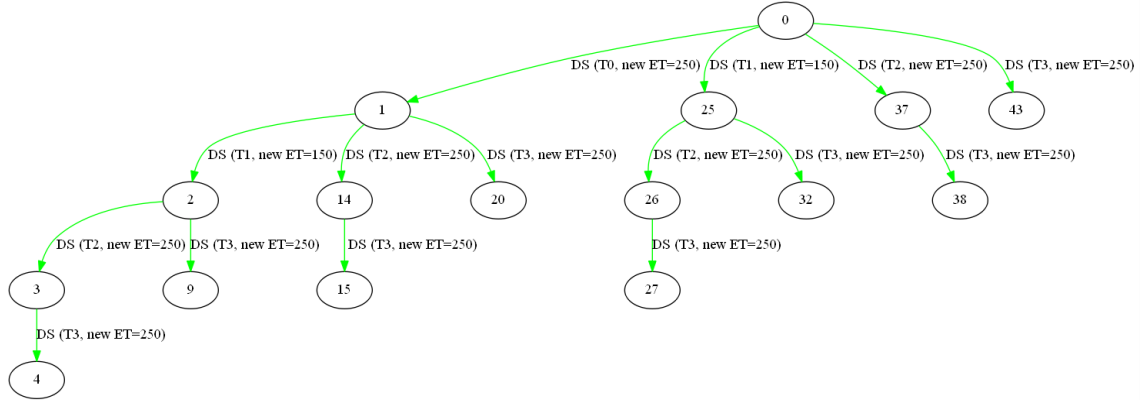 0
DS (T0, new ET=250)
DS (T1, new ET=150)
DS (T2, new ET=250)
DS (T3, new ET=250)
1
25
37
43
DS (T1, new ET=150)
DS (T2, new ET=250)
DS (T3, new ET=250)
DS (T2, new ET=250)
DS (T3, new ET=250)
DS (T3, new ET=250)
2
14
20
26
32
38
DS (T2, new ET=250)
DS (T3, new ET=250)
DS (T3, new ET=250)
DS (T3, new ET=250)
3
9
15
27
DS (T3, new ET=250)
4